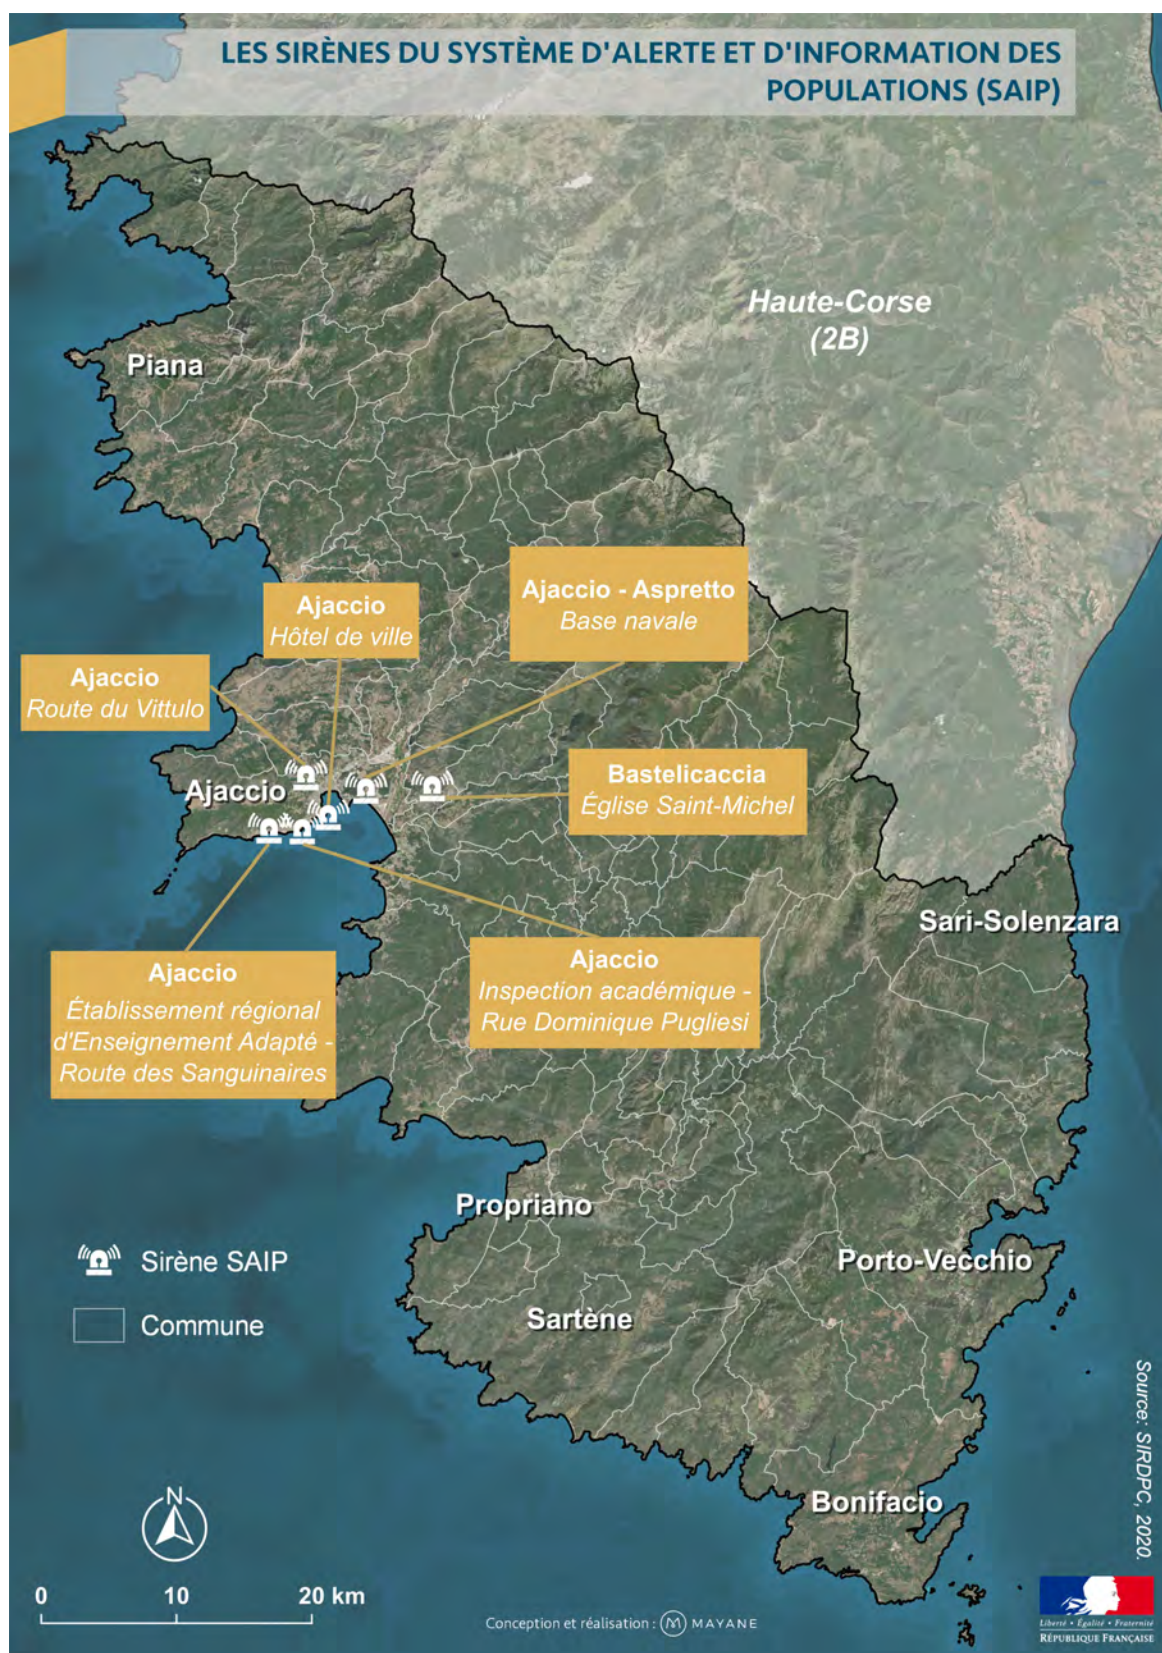 LES SIRÈNES DU SYSTÈME D'ALERTE ET D'INFORMATION DES
POPULATIONS (SAIP)
Haute-Corse
(2B)
Piana
Ajaccio - Aspretto
Base navale
Ajaccio
Hôtel de ville
Ajaccio
Route du Vittulo
Bastelicaccia
Église Saint-Michel
Ajaccio
Sari-Solenzara
Ajaccio
Établissement régional
d'Enseignement Adapté -
Route des Sanguinaires
Ajaccio
Inspection académique -
Rue Dominique Pugliesi
Propriano
Porto-Vecchio
Sartène
Bonifacio
Sirène SAIP
Commune
Source: SIRDPC, 2020.
N
0 10 20 km
Conception et réalisation : M MAYANE
Liberté • Égalité • Fraternité
RÉPUBLIQUE FRANÇAISE